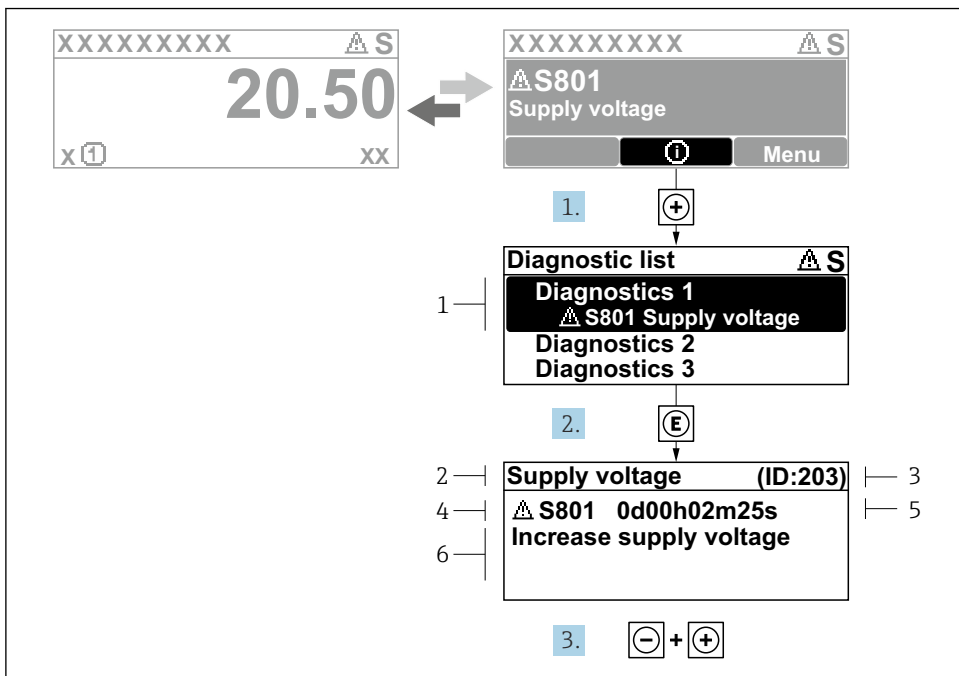 XXXXXXXXX ⚠ S
20.50
X ① XX
XXXXXXXXX ⚠ S
⚠S801
Supply voltage
ⓘ Menu
1. +
Diagnostic list ⚠ S
1
Diagnostics 1
⚠ S801 Supply voltage
Diagnostics 2
Diagnostics 3
2. E
2 Supply voltage (ID:203) 3
4 ⚠ S801 0d00h02m25s 5
6 Increase supply voltage
3. − + +